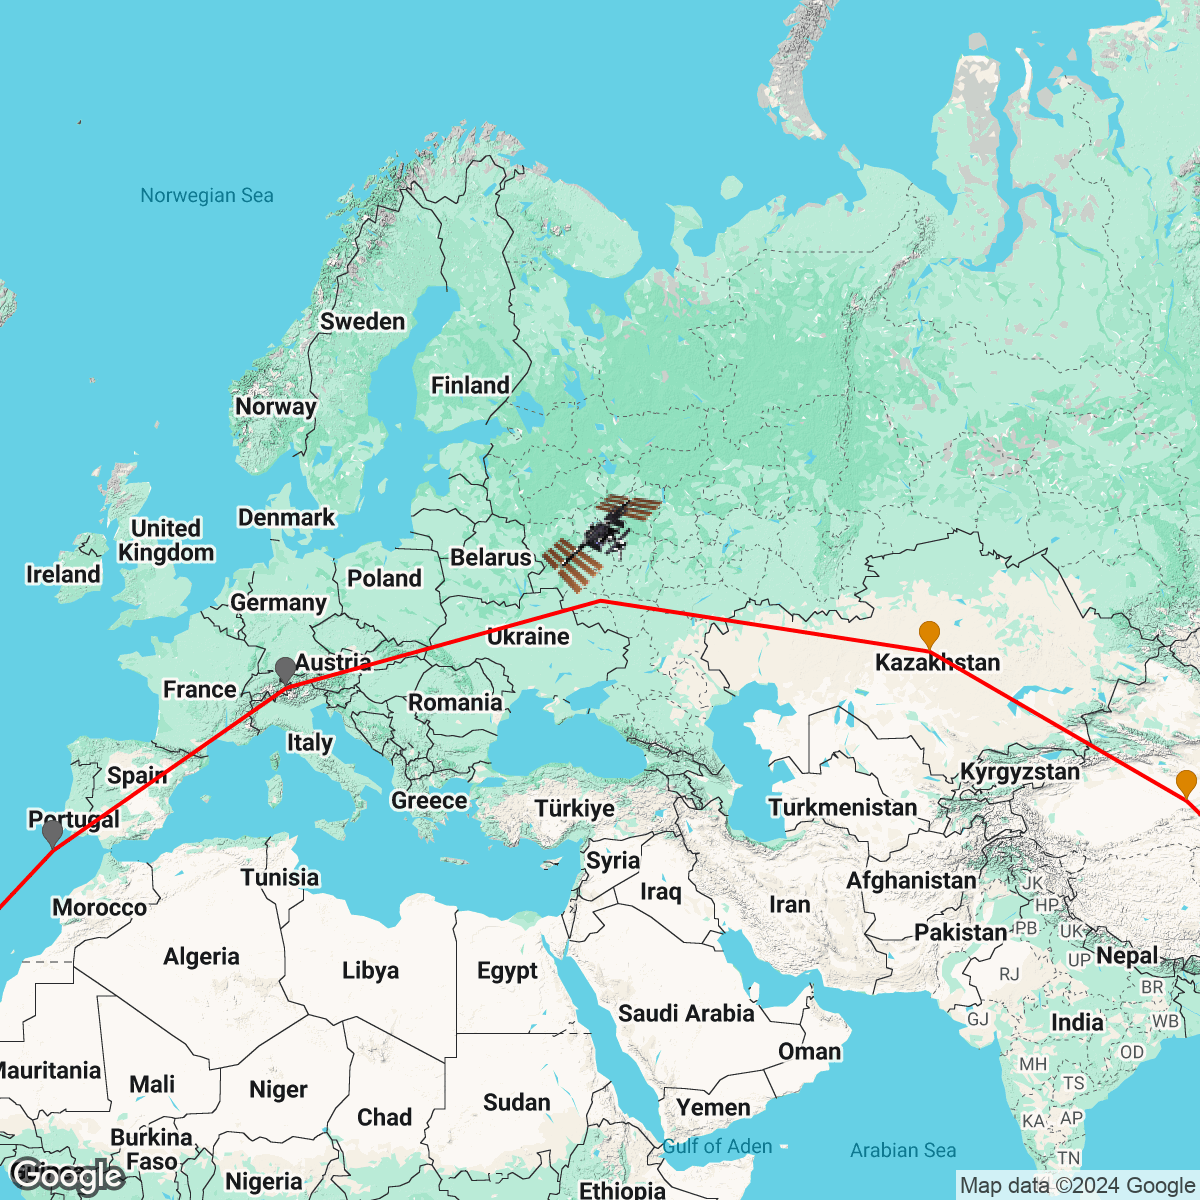 Norwegian Sea
Sweden
Finland
Norway
United
Kingdom
Denmark
Ireland
Belarus
Poland
Germany
Ukraine
Austria
Kazakhstan
France
Romania
Italy
Spain
Kyrgyzstan
Greece
Türkiye
Turkmenistan
Portugal
Syria
Tunisia
Iraq
Afghanistan
JK
Morocco
Iran
HP
Pakistan
PB
UK
Algeria
Libya
Egypt
UP
Nepal
RJ
BR
Saudi Arabia
GJ
India
WB
Oman
OD
Mauritania
Mali
Niger
MH
TS
Chad
Sudan
Yemen
KA
AP
Burkina
Faso
Gulf of Aden
Arabian Sea
TN
Google
Nigeria
Ethiopia
Map data ©2024 Google